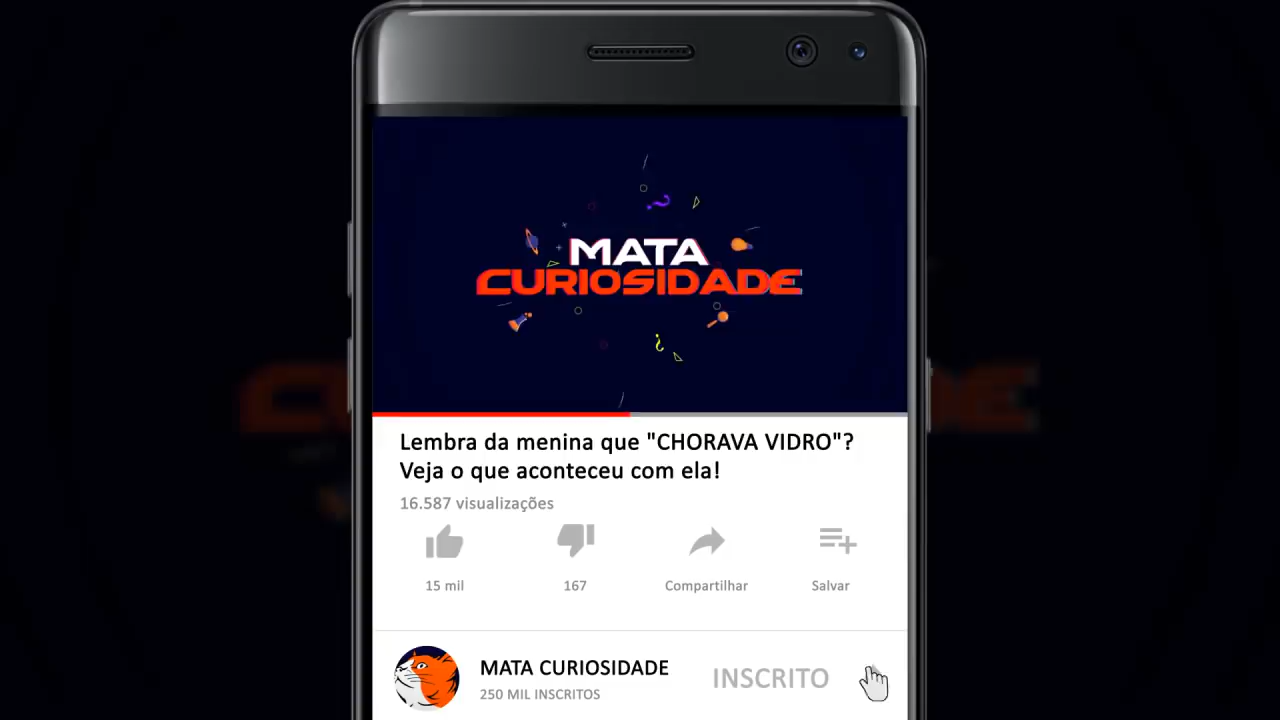 MATA
CURIOSIDADE
Lembra da menina que "CHORAVA VIDRO"?
Veja o que aconteceu com ela!
16.587 visualizações
15 mil
167
Compartilhar
Salvar
MATA CURIOSIDADE
INSCRITO
250 MIL INSCRITOS